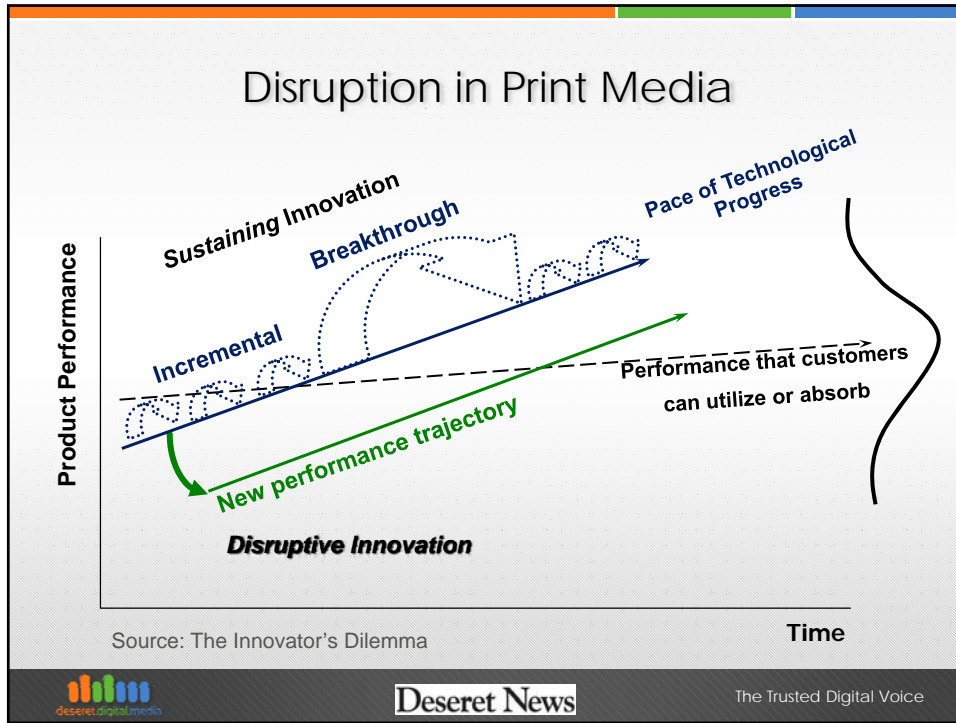 Disruption in Print Media
Sustaining Innovation
Breakthrough
Pace of Technological
Progress
Incremental
Product Performance
Performance that customers
can utilize or absorb
New performance trajectory
Disruptive Innovation
Time
Source: The Innovator's Dilemma
deseret.digital.media
Deseret News
The Trusted Digital Voice